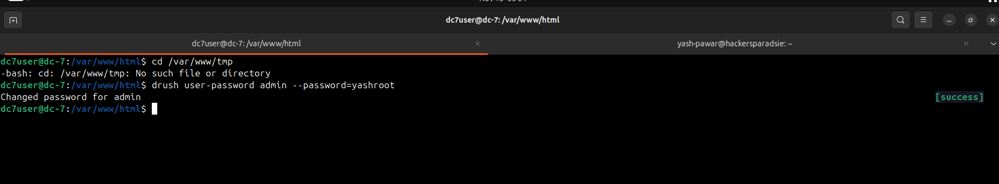 dc7user@dc-7: /var/www/html
dc7user@dc-7: /var/www/html
yash-pawar@hackersparadsie: ~
dc7user@dc-7:/var/www/html$ cd /var/www/tmp
-bash: cd: /var/www/tmp: No such file or directory
dc7user@dc-7:/var/www/html$ drush user-password admin --password=yashroot
Changed password for admin [success]
dc7user@dc-7:/var/www/html$